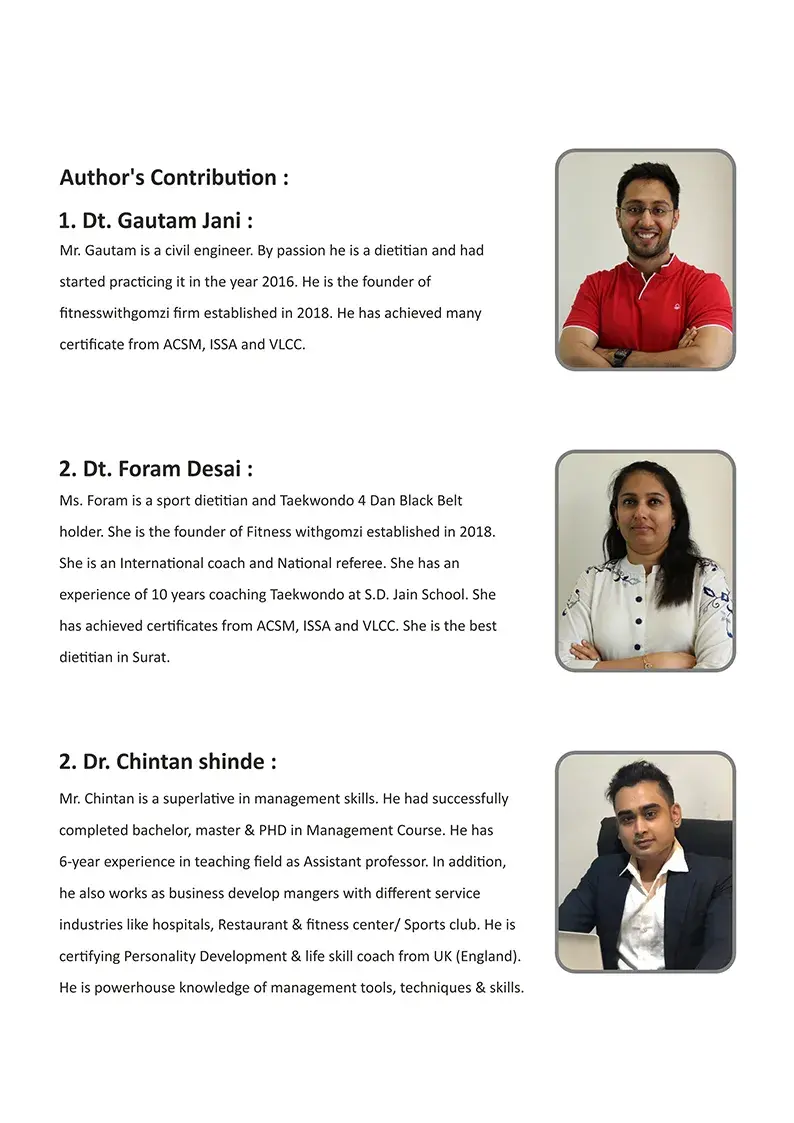 Author's Contribution :
1. Dt. Gautam Jani :
Mr. Gautam is a civil engineer. By passion he is a dietitian and had
started practicing it in the year 2016. He is the founder of
fitnesswithgomzi firm established in 2018. He has achieved many
certificate from ACSM, ISSA and VLCC.
2. Dt. Foram Desai :
Ms. Foram is a sport dietitian and Taekwondo 4 Dan Black Belt
holder. She is the founder of Fitness withgomzi established in 2018.
She is an International coach and National referee. She has an
experience of 10 years coaching Taekwondo at S.D. Jain School. She
has achieved certificates from ACSM, ISSA and VLCC. She is the best
dietitian in Surat.
2. Dr. Chintan shinde :
Mr. Chintan is a superlative in management skills. He had successfully
completed bachelor, master & PHD in Management Course. He has
6-year experience in teaching field as Assistant professor. In addition,
he also works as business develop mangers with different service
industries like hospitals, Restaurant & fitness center/ Sports club. He is
certifying Personality Development & life skill coach from UK (England).
He is powerhouse knowledge of management tools, techniques & skills.